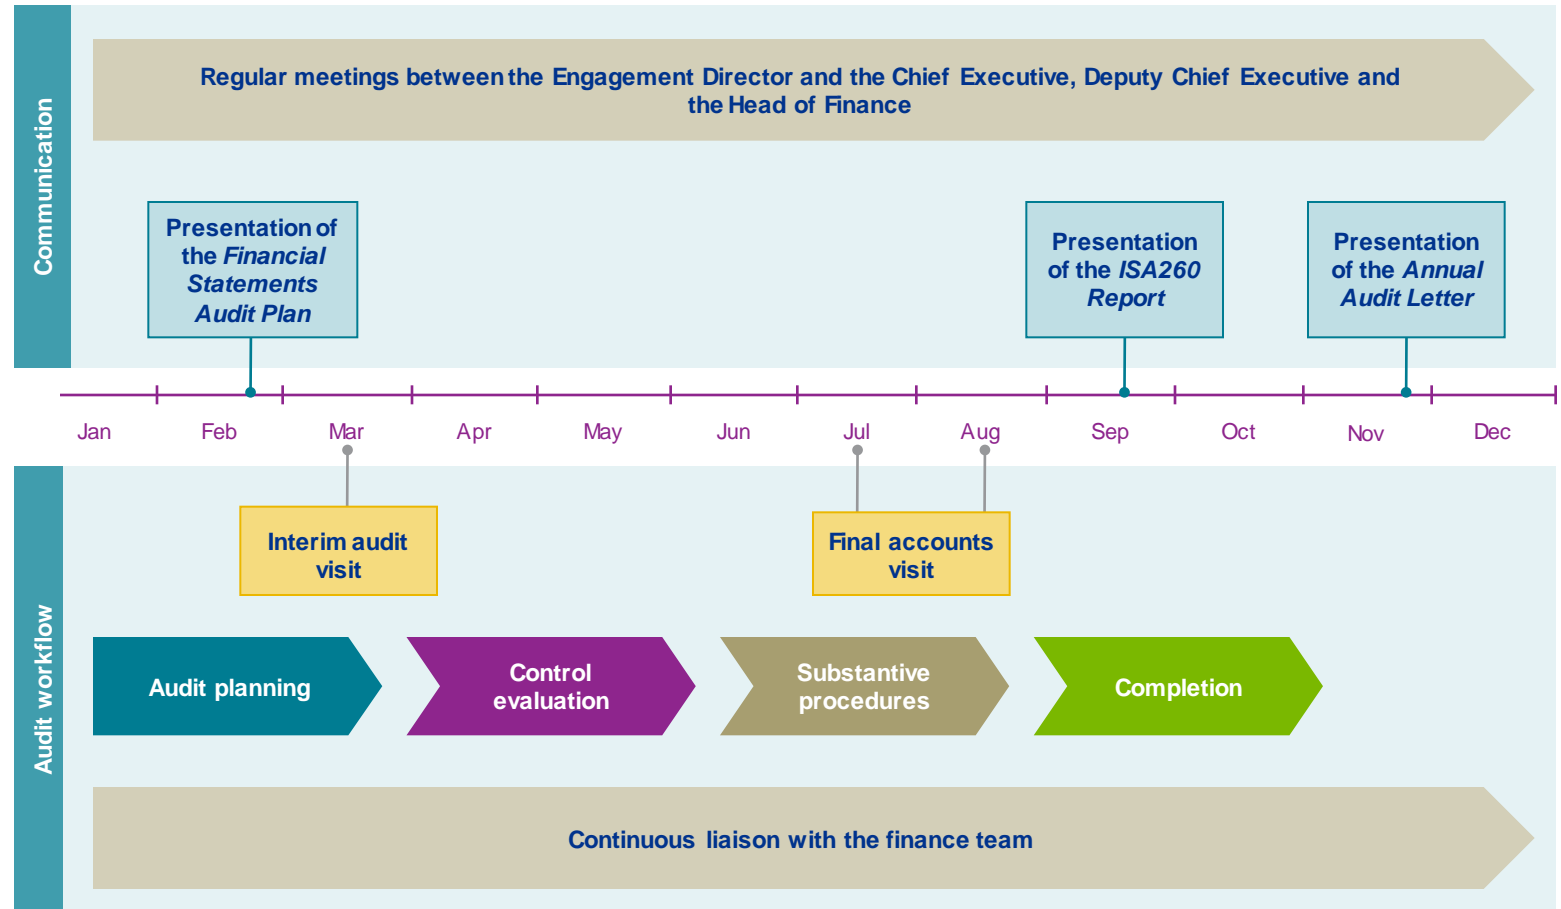 Communication
Regular meetings between the Engagement Director and the Chief Executive, Deputy Chief Executive and
the Head of Finance
Presentation of
the Financial
Statements
Audit Plan
Presentation
of the ISA260
Report
Presentation
of the Annual
Audit Letter
Jan Feb Mar Apr May Jun Jul Aug Sep Oct Nov Dec
Audit workflow
Interim audit
visit
Final accounts
visit
Audit planning
Control
evaluation
Substantive
procedures
Completion
Continuous liaison with the finance team